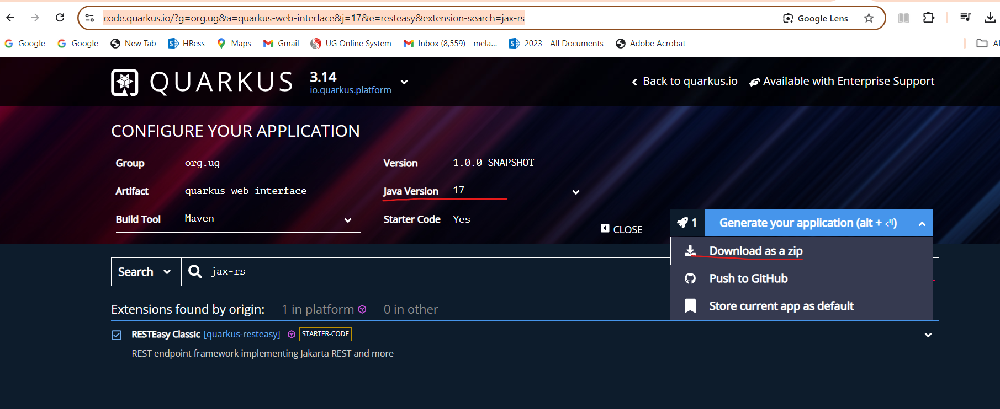 code.quarkus.io/?g=org.ug&a=quarkus-web-interface&j=17&e=resteasy&extension-search=jax-rs
Google Lens
Google
Google
New Tab
HRess
Maps
Gmail
UG Online System
Inbox (8,559) - mela...
2023 - All Documents
Adobe Acrobat
Al
QUARKUS
3.14
io.quarkus.platform
Back to quarkus.io
Available with Enterprise Support
CONFIGURE YOUR APPLICATION
Group org.ug
Version 1.0.0-SNAPSHOT
Artifact quarkus-web-interface
Java Version 17
Build Tool Maven
Starter Code Yes
CLOSE
1
Generate your application (alt + ⏎)
Download as a zip
Push to GitHub
Store current app as default
Search
jax-rs
Extensions found by origin: 1 in platform 0 in other
RESTEasy Classic [quarkus-resteasy] STARTER-CODE
REST endpoint framework implementing Jakarta REST and more